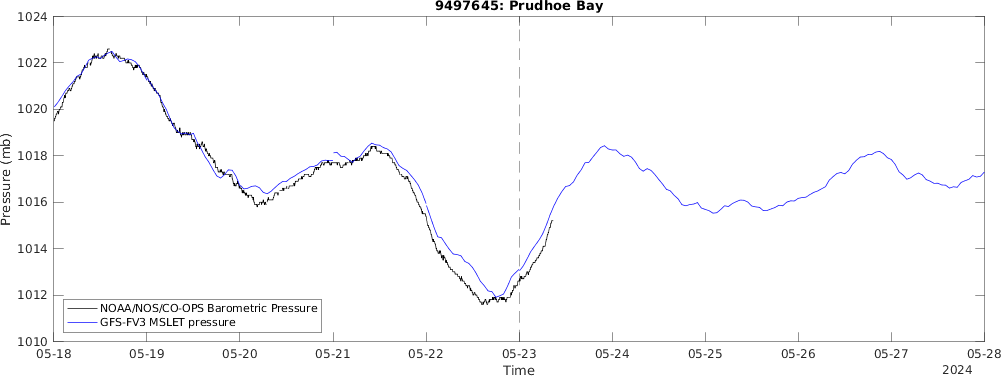 9497645: Prudhoe Bay
1024
1022
1020
1018
1016
1014
1012
1010
Pressure (mb)
NOAA/NOS/CO-OPS Barometric Pressure
GFS-FV3 MSLET pressure
05-18 05-19 05-20 05-21 05-22 05-23 05-24 05-25 05-26 05-27 05-28
Time
2024